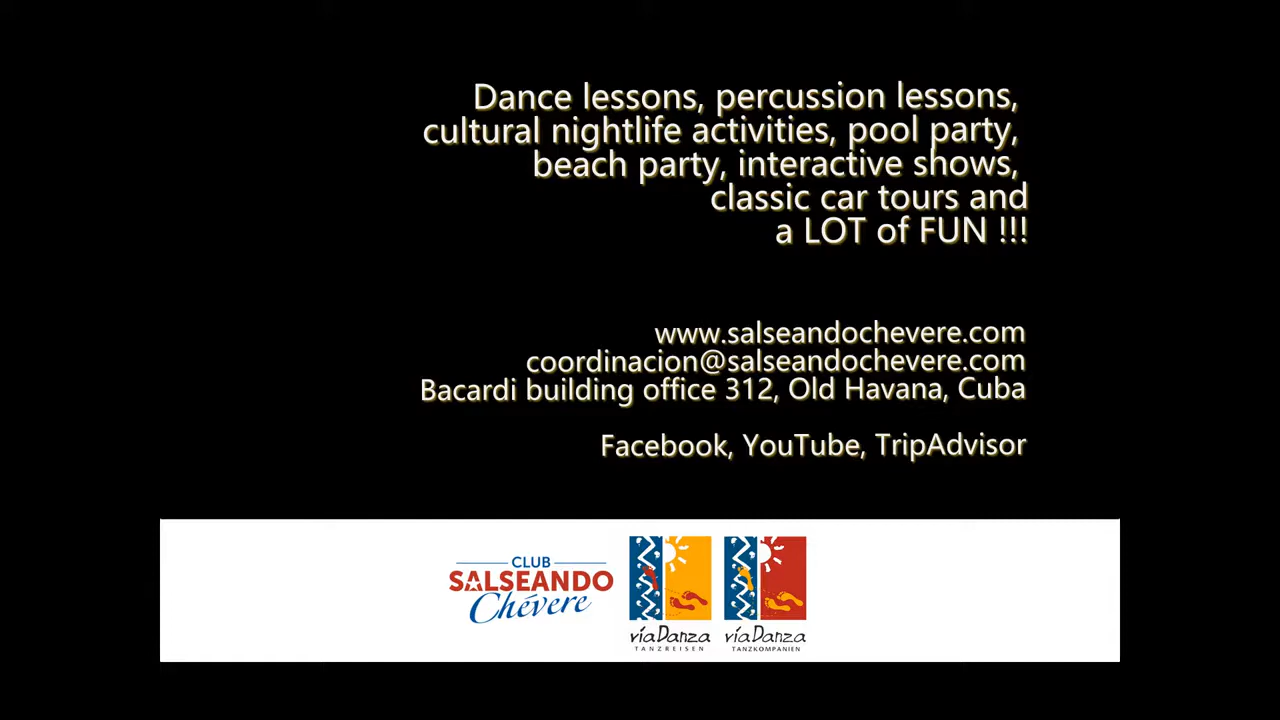 Dance lessons, percussion lessons,
cultural nightlife activities, pool party,
beach party, interactive shows,
classic car tours and
a LOT of FUN !!!
www.salseandochevere.com
coordinacion@salseandochevere.com
Bacardi building office 312, Old Havana, Cuba
Facebook, YouTube, TripAdvisor
CLUB
SALSEANDO
Chévere
víaDanza
TANZREISEN
víaDanza
TANZKOMPANIEN